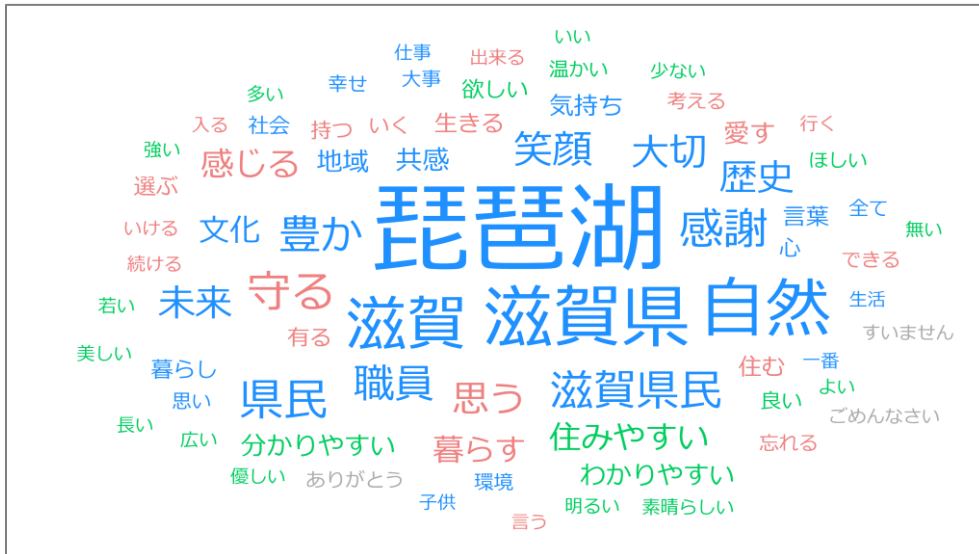 いい
仕事 出来る
温かい 少ない
幸せ 大事 欲しい
多い 気持ち 考える
入る 社会 持つ いく 生きる 愛す 行く
強い 感じる 地域 共感 笑顔 大切 ほしい
選ぶ 歴史
いける 文化 豊か 琵琶湖 感謝 言葉 全て
心 無い
続ける できる
若い 未来 守る 滋賀 滋賀県 自然 生活
有る すいません
美しい 暮らし 住む 一番
思い 県民 職員 思う 滋賀県民 良い よい
長い 広い 分かりやすい 暮らす 住みやすい 忘れる ごめんなさい
優しい ありがとう 環境 わかりやすい
子供 明るい 素晴らしい
言う